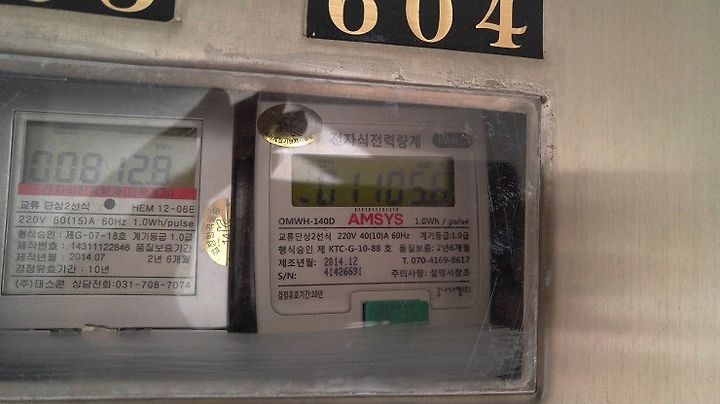 604
00812.8
교류 단상2선식 HEM 12-06E
220V 60(15)A 60Hz 1.0Wh/pulse
형식승인: 제G-07-18호 계기등급 1.0급
제작번호: 14311122846 품질보증기간
제작년월: 2014.07 2년 6개월
검정유효기간 : 10년
(주)태스콘 상담전화:031-708-7074
전자식전력량계
OMWH-140D AMSYS 1.0Wh / pulse
교류단상2선식 220V 40(10)A 60Hz 계기등급:1.0급
형식승인 제 KTC-G-10-88 호 품질보증: 2년6개월
제조년월: 2014.12 T. 070-4169-8617
S/N: 41426691 주의사항: 설명서참조
검정유효기간:10년